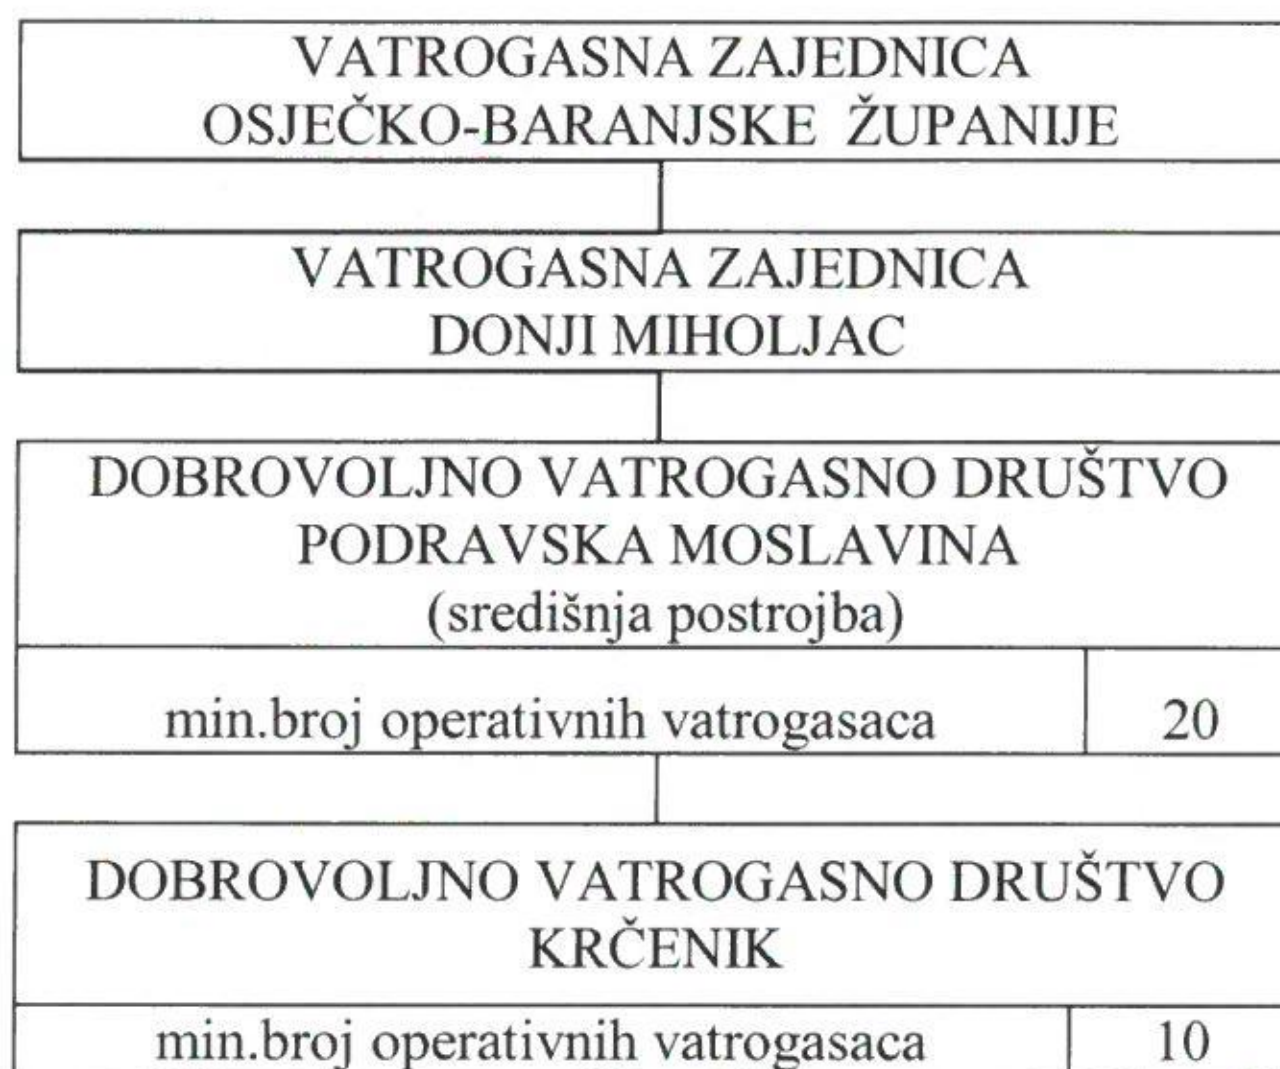 VATROGASNA ZAJEDNICA
OSJEČKO-BARANJSKE ŽUPANIJE
VATROGASNA ZAJEDNICA
DONJI MIHOLJAC
DOBROVOLJNO VATROGASNO DRUŠTVO
PODRAVSKA MOSLAVINA
(središnja postrojba)
min.broj operativnih vatrogasaca 20
DOBROVOLJNO VATROGASNO DRUŠTVO
KRČENIK
min.broj operativnih vatrogasaca 10